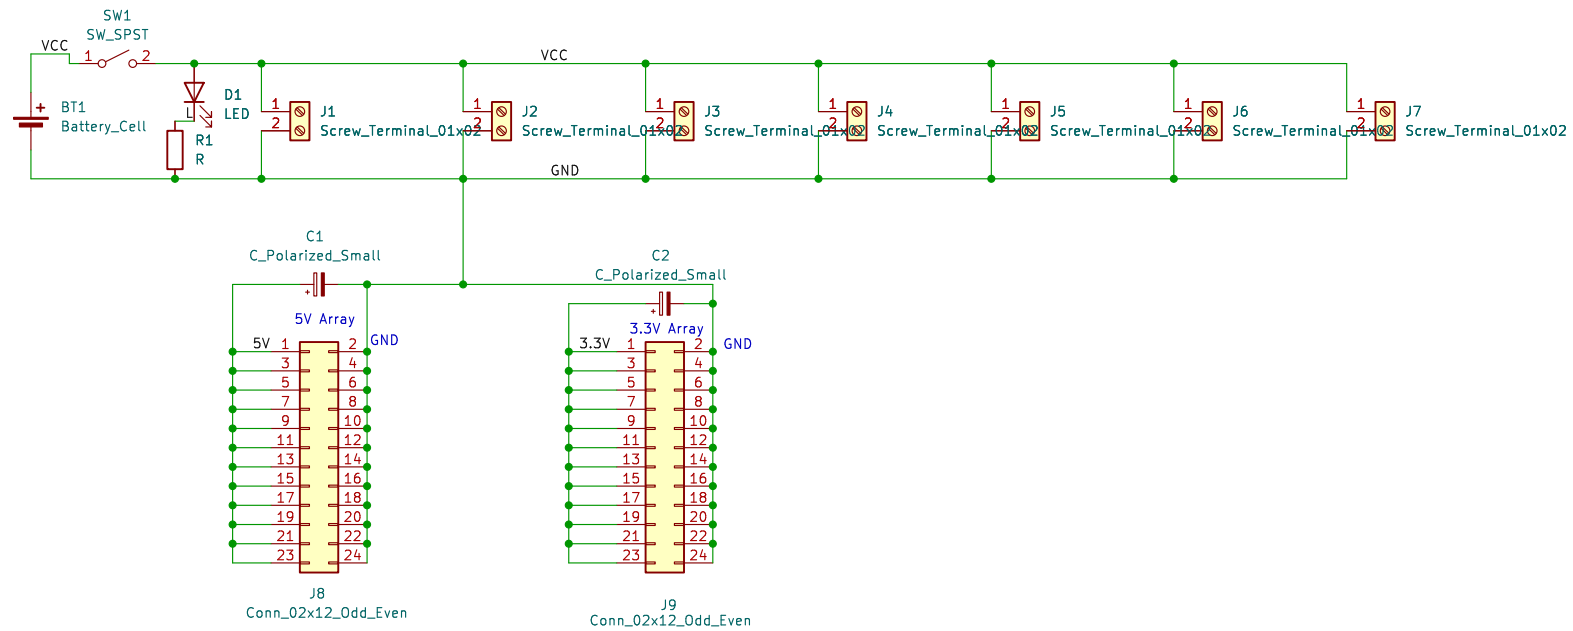 SW1
SW_SPST
VCC
1
2
VCC
BT1
Battery_Cell
D1
LED
R1
R
1
2
J1
Screw_Terminal_01x02
1
2
J2
Screw_Terminal_01x02
1
2
J3
Screw_Terminal_01x02
1
2
J4
Screw_Terminal_01x02
1
2
J5
Screw_Terminal_01x02
1
2
J6
Screw_Terminal_01x02
1
2
J7
Screw_Terminal_01x02
GND
C1
C_Polarized_Small
5V Array
5V
GND
1 2
3 4
5 6
7 8
9 10
11 12
13 14
15 16
17 18
19 20
21 22
23 24
J8
Conn_02x12_Odd_Even
C2
C_Polarized_Small
3.3V Array
3.3V
GND
1 2
3 4
5 6
7 8
9 10
11 12
13 14
15 16
17 18
19 20
21 22
23 24
J9
Conn_02x12_Odd_Even